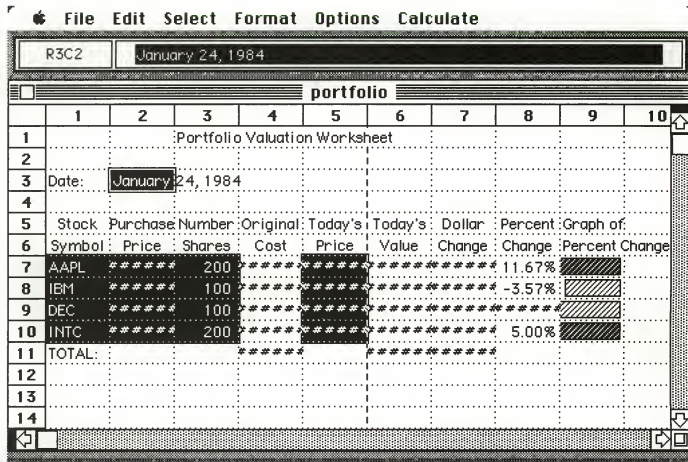 File Edit Select Format Options Calculate
R3C2 January 24, 1984
portfolio
1 2 3 4 5 6 7 8 9 10
1 Portfolio Valuation Worksheet
2
3 Date: January 24, 1984
4
5 Stock Purchase Number Original Today's Today's Dollar Percent Graph of
6 Symbol Price Shares Cost Price Value Change Change Percent Change
7 AAPL ###### 200 ###### ###### ###### ###### 11.67%
8 IBM ###### 100 ###### ###### ###### ###### -3.57%
9 DEC ###### 100 ###### ###### ###### ###### ######
10 INTC ###### 200 ###### ###### ###### ###### 5.00%
11 TOTAL: ###### ###### ######
12
13
14